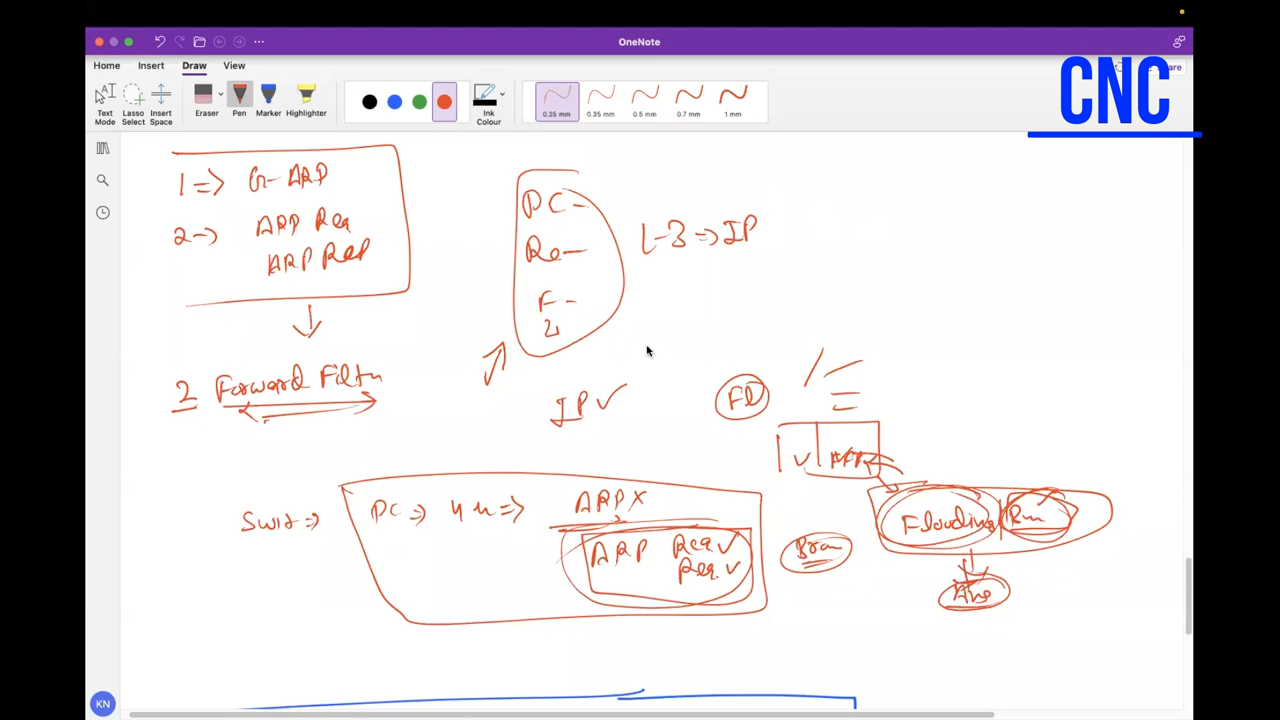 OneNote
Home Insert Draw View
CNC
Text Mode
Lasso Select
Insert Space
Eraser
Pen
Marker
Highlighter
Ink Colour
0.25 mm
0.35 mm
0.5 mm
0.7 mm
1 mm
1 => G-ARP
2 -> ARP Req
ARP Rep
2 Forward Filtr
PC -
Ro -
F -
L-3 => IP
IP ✓
FD
Swit =>
PC => 4 u => ARP X
ARP Req ✓
Rep. ✓
Flooding
KN